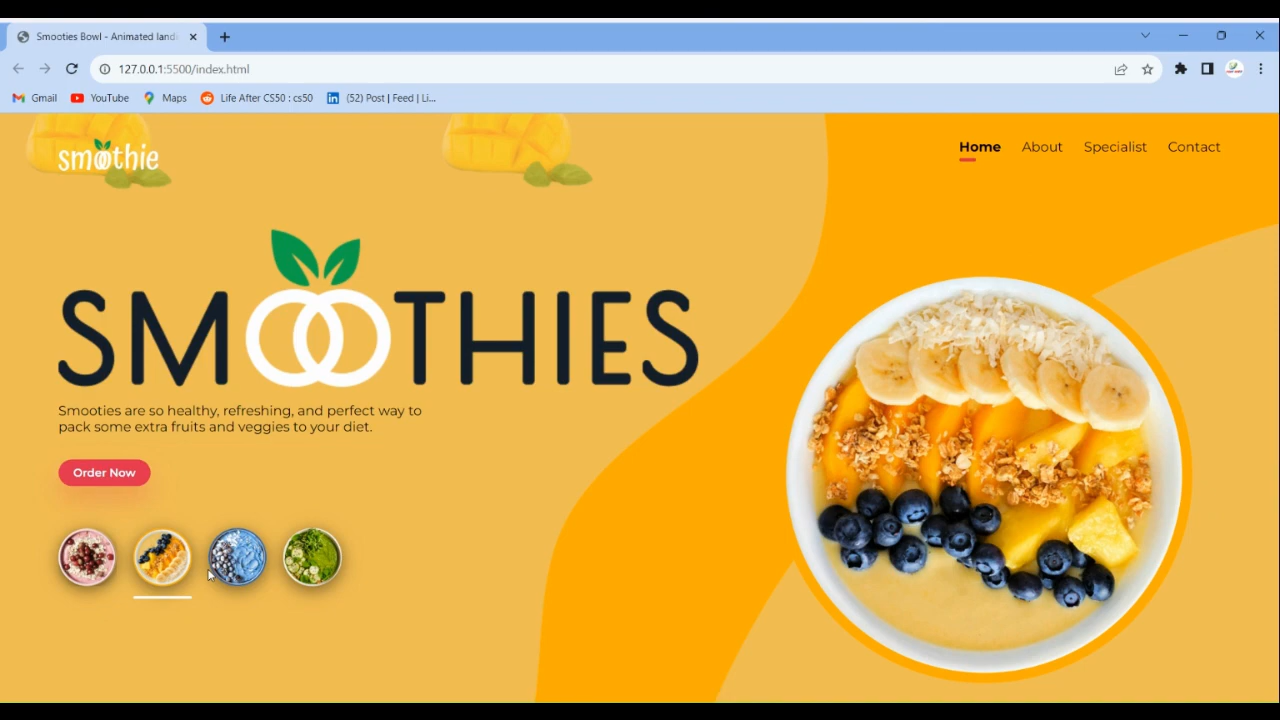 Smooties Bowl - Animated landi
127.0.0.1:5500/index.html
Gmail YouTube Maps Life After CS50 : cs50 (52) Post | Feed | Li...
smoothie
Home About Specialist Contact
SMOOTHIES
Smooties are so healthy, refreshing, and perfect way to
pack some extra fruits and veggies to your diet.
Order Now